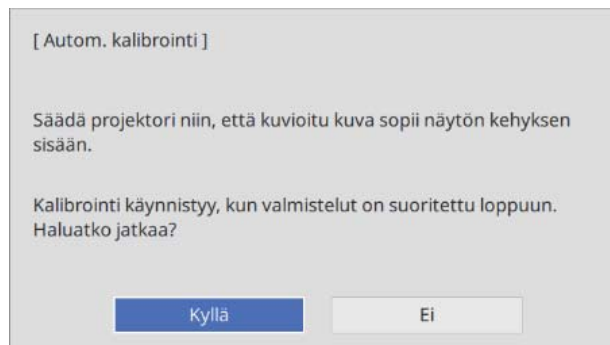 [ Autom. kalibrointi ]
Säädä projektori niin, että kuvioitu kuva sopii näytön kehyksen
sisään.
Kalibrointi käynnistyy, kun valmistelut on suoritettu loppuun.
Haluatko jatkaa?
Kyllä
Ei